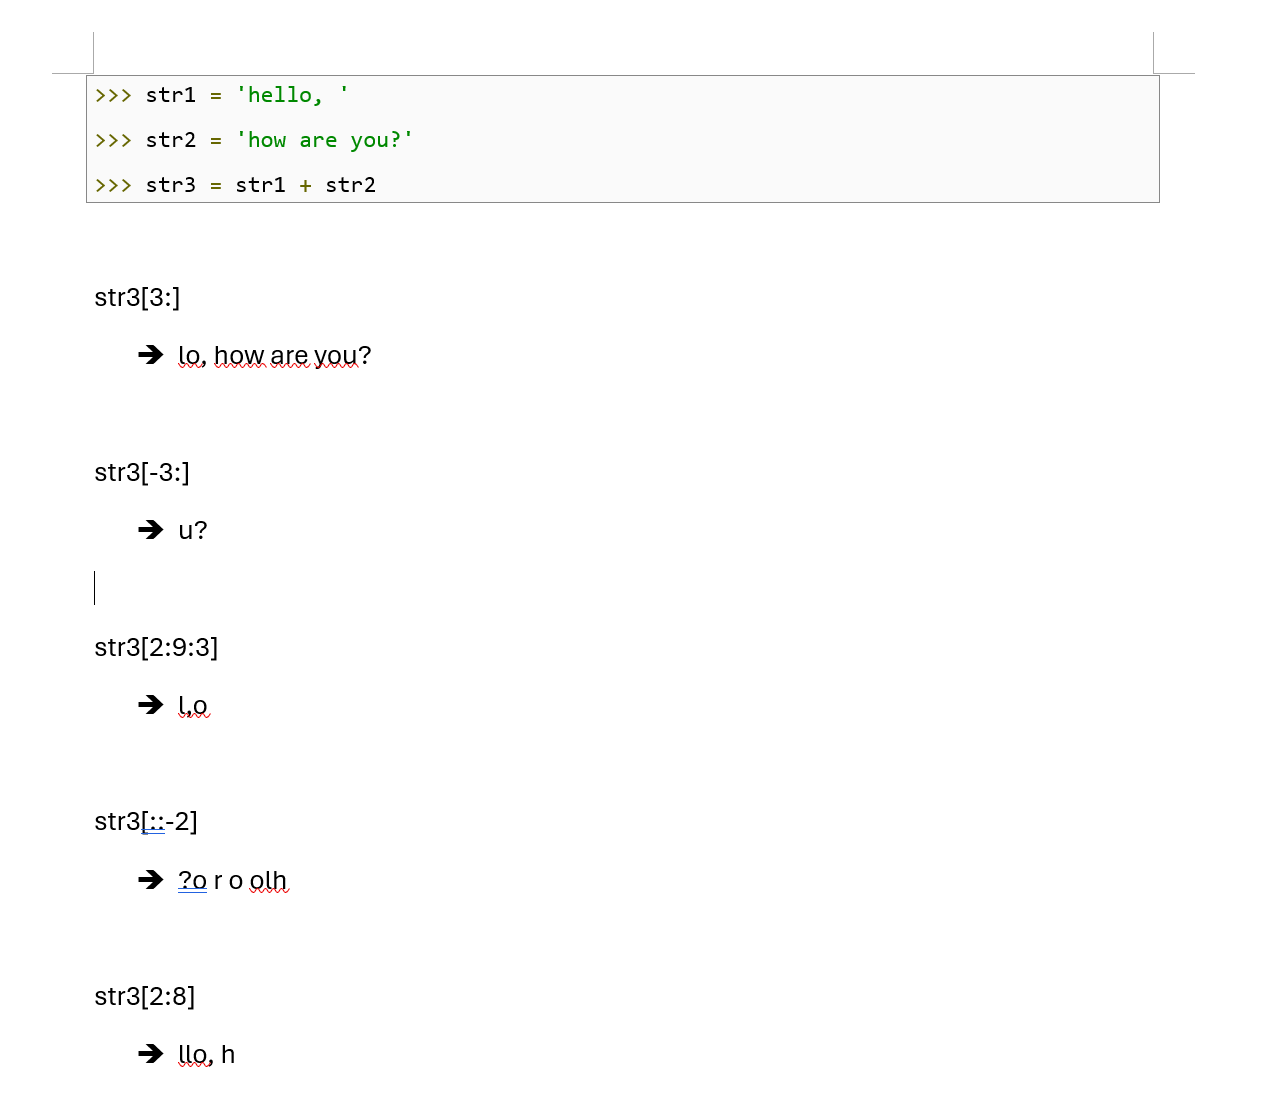 >>> str1 = 'hello, '
>>> str2 = 'how are you?'
>>> str3 = str1 + str2
str3[3:]
➔ lo, how are you?
str3[-3:]
➔ u?
str3[2:9:3]
➔ l,o
str3[::-2]
➔ ?o r o olh
str3[2:8]
➔ llo, h